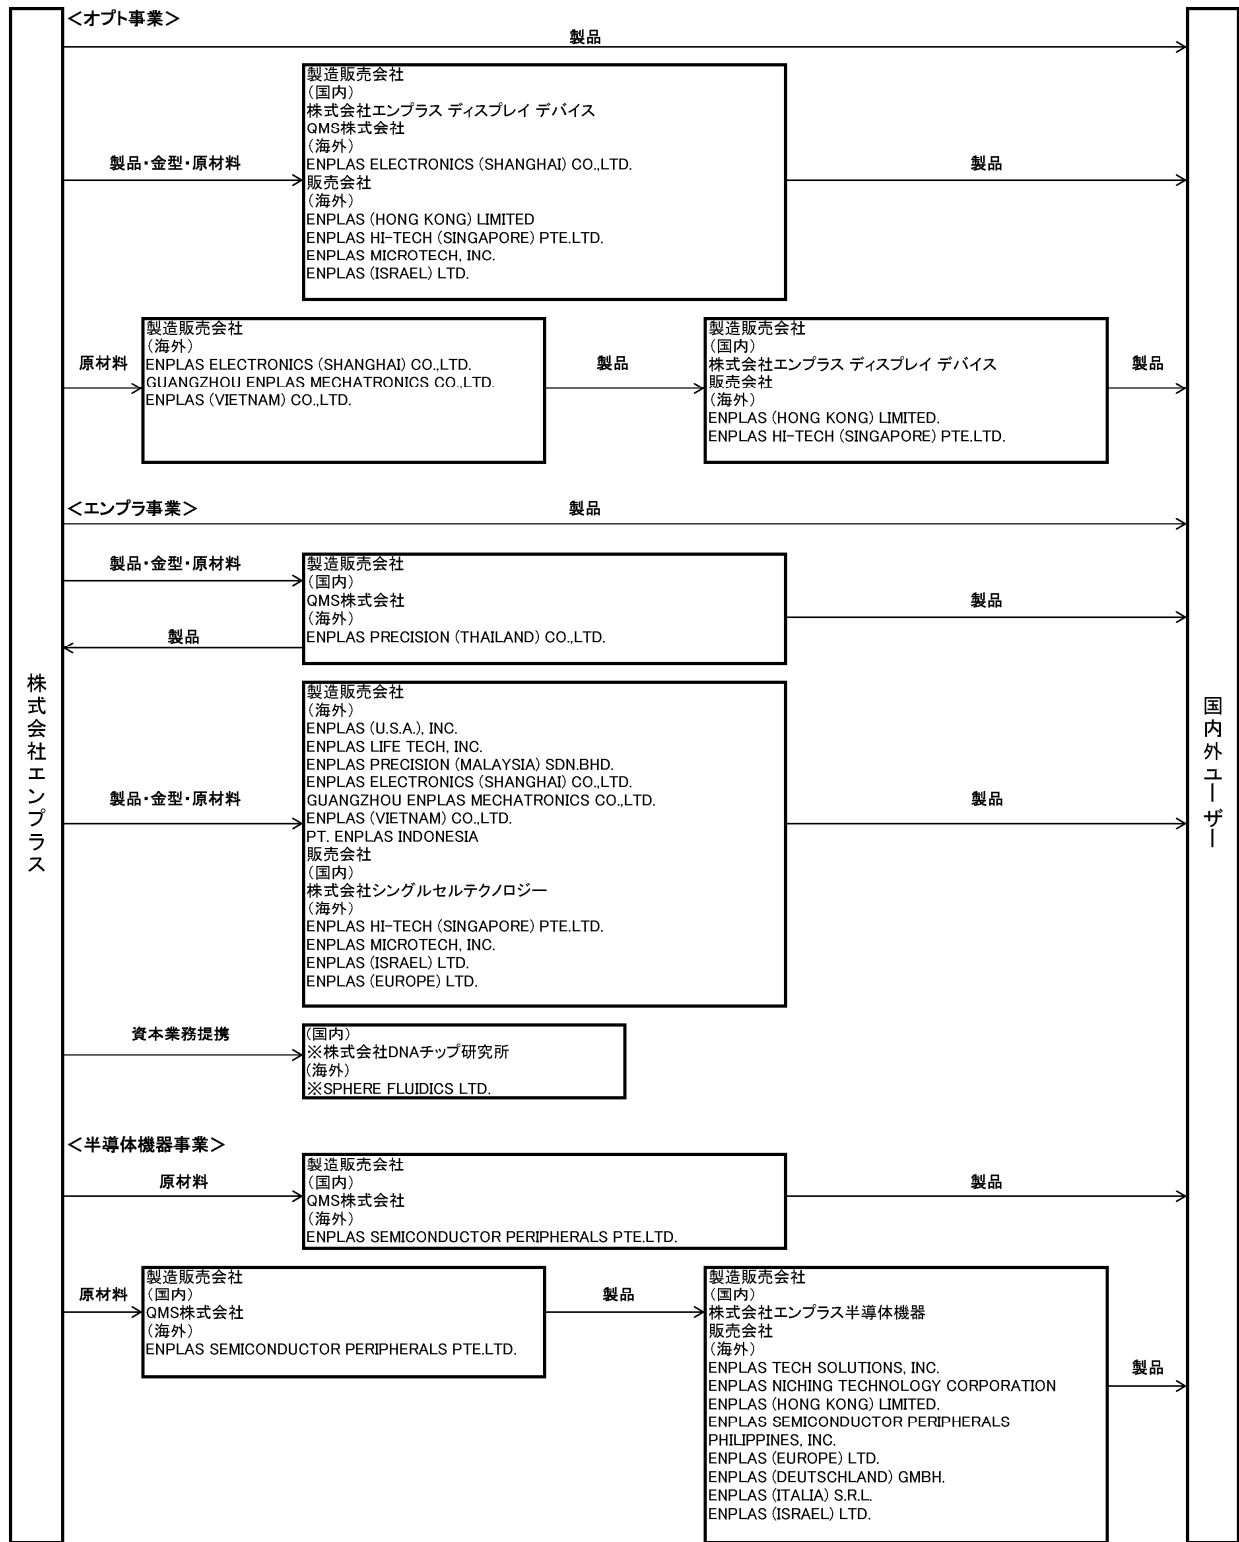 ＜オプト事業＞
製品
製造販売会社
（国内）
株式会社エンプラス ディスプレイ デバイス
QMS株式会社
（海外）
ENPLAS ELECTRONICS (SHANGHAI) CO.,LTD.
販売会社
（海外）
ENPLAS (HONG KONG) LIMITED
ENPLAS HI-TECH (SINGAPORE) PTE.LTD.
ENPLAS MICROTECH, INC.
ENPLAS (ISRAEL) LTD.
製品・金型・原材料
製品
原材料
製造販売会社
（海外）
ENPLAS ELECTRONICS (SHANGHAI) CO.,LTD.
GUANGZHOU ENPLAS MECHATRONICS CO.,LTD.
ENPLAS (VIETNAM) CO.,LTD.
製品
製造販売会社
（国内）
株式会社エンプラス ディスプレイ デバイス
販売会社
（海外）
ENPLAS (HONG KONG) LIMITED.
ENPLAS HI-TECH (SINGAPORE) PTE.LTD.
製品
＜エンプラ事業＞
製品
製品・金型・原材料
製品
製造販売会社
（国内）
QMS株式会社
（海外）
ENPLAS PRECISION (THAILAND) CO.,LTD.
製品
株式会社エンプラス
製品・金型・原材料
製造販売会社
（海外）
ENPLAS (U.S.A.), INC.
ENPLAS LIFE TECH, INC.
ENPLAS PRECISION (MALAYSIA) SDN.BHD.
ENPLAS ELECTRONICS (SHANGHAI) CO.,LTD.
GUANGZHOU ENPLAS MECHATRONICS CO.,LTD.
ENPLAS (VIETNAM) CO.,LTD.
PT. ENPLAS INDONESIA
販売会社
（国内）
株式会社シングルセルテクノロジー
（海外）
ENPLAS HI-TECH (SINGAPORE) PTE.LTD.
ENPLAS MICROTECH, INC.
ENPLAS (ISRAEL) LTD.
ENPLAS (EUROPE) LTD.
製品
国内外ユーザー
資本業務提携
（国内）
※株式会社DNAチップ研究所
（海外）
※SPHERE FLUIDICS LTD.
＜半導体機器事業＞
原材料
製造販売会社
（国内）
QMS株式会社
（海外）
ENPLAS SEMICONDUCTOR PERIPHERALS PTE.LTD.
製品
原材料
製造販売会社
（国内）
QMS株式会社
（海外）
ENPLAS SEMICONDUCTOR PERIPHERALS PTE.LTD.
製品
製造販売会社
（国内）
株式会社エンプラス半導体機器
販売会社
（海外）
ENPLAS TECH SOLUTIONS, INC.
ENPLAS NICHING TECHNOLOGY CORPORATION
ENPLAS (HONG KONG) LIMITED.
ENPLAS SEMICONDUCTOR PERIPHERALS
PHILIPPINES, INC.
ENPLAS (EUROPE) LTD.
ENPLAS (DEUTSCHLAND) GMBH.
ENPLAS (ITALIA) S.R.L.
ENPLAS (ISRAEL) LTD.
製品